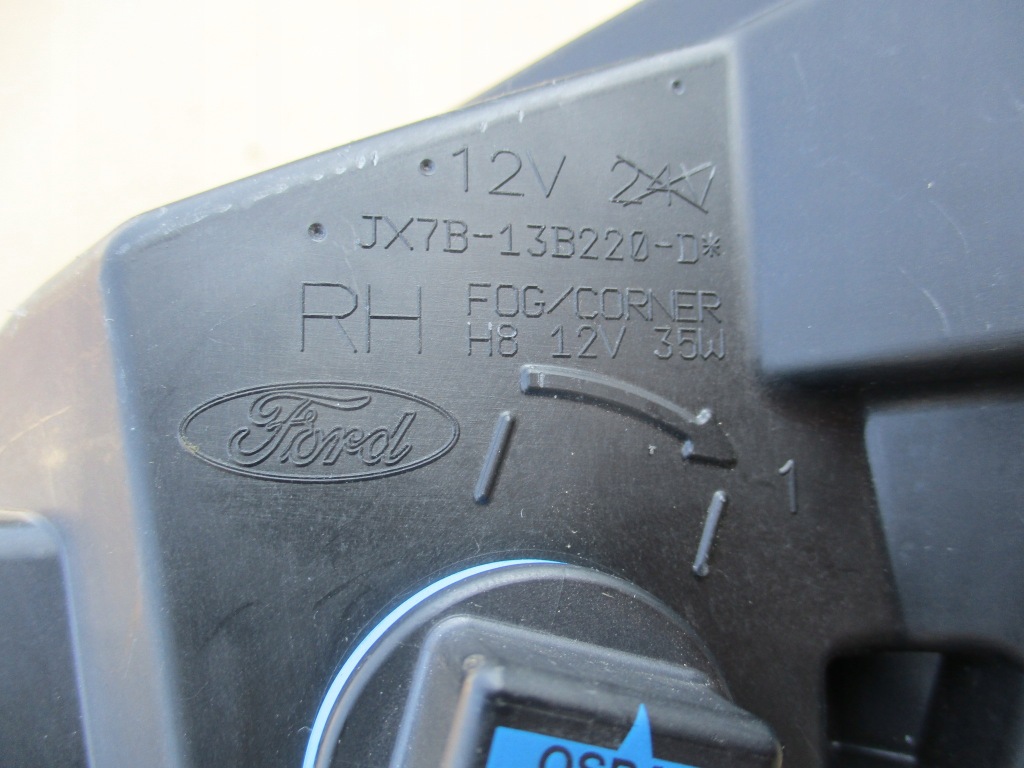 12V 24V
JX7B-13B220-D*
RH
FOG/CORNER
H8 12V 35W
Ford
1